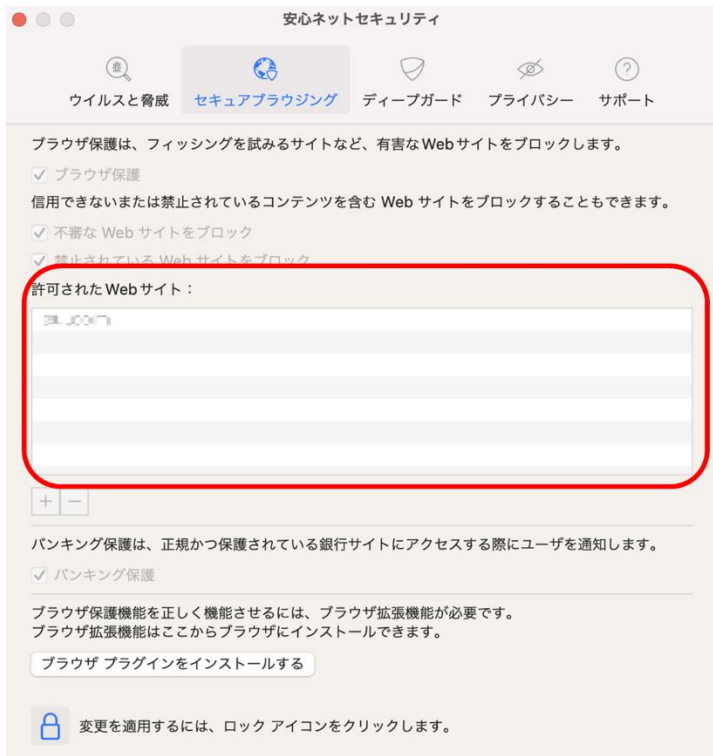 安心ネットセキュリティ
ウイルスと脅威 セキュアブラウジング ディープガード プライバシー サポート
ブラウザ保護は、フィッシングを試みるサイトなど、有害なWebサイトをブロックします。
ブラウザ保護
信用できないまたは禁止されているコンテンツを含む Web サイトをブロックすることもできます。
不審な Web サイトをブロック
禁止されている Web サイトをブロック
許可されたWebサイト：
バンキング保護は、正規かつ保護されている銀行サイトにアクセスする際にユーザを通知します。
バンキング保護
ブラウザ保護機能を正しく機能させるには、ブラウザ拡張機能が必要です。
ブラウザ拡張機能はここからブラウザにインストールできます。
ブラウザ プラグインをインストールする
変更を適用するには、ロック アイコンをクリックします。